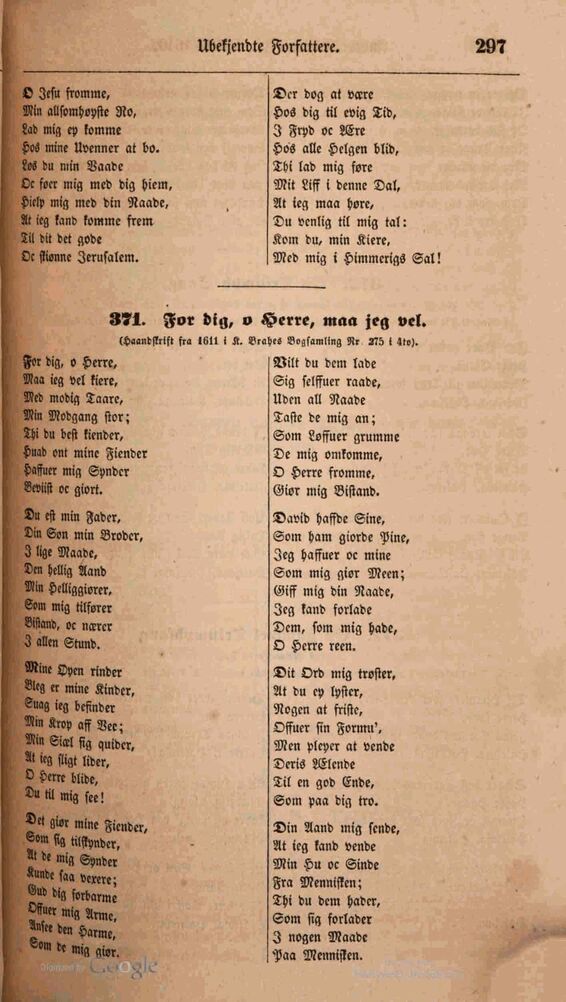 Ubekjendte Forfattere.
297
O Jesu fromme,
Min allsomhøyste Ro,
Lad mig ey komme
Hos mine Uvenner at bo.
Løs du min Vaade
Oc føer mig med dig hiem,
Hielp mig med din Naade,
At ieg kand komme frem
Til dit det gode
Oc skiønne Jerusalem.
Der dog at være
Hos dig til evig Tid,
I Fryd oc Ære
Hos alle Helgen blid,
Thi lad mig føre
Mit Liff i denne Dal,
At ieg maa høre,
Du venlig til mig tal:
Kom du, min Kiere,
Med mig i Himmerigs Sal!
371. For dig, o Herre, maa jeg vel.
(Haandskrift fra 1611 i K. Brahes Bogsamling Nr. 275 i 4to).
For dig, o Herre,
Maa ieg vel kiere,
Med modig Taare,
Min Modgang stor;
Thi du best kiender,
Huad ont mine Fiender
Haffuer mig Synder
Beviist oc giort.
Du est min Fader,
Din Søn min Broder,
I lige Maade,
Den hellig Aand
Min Helliggiører,
Som mig tilfører
Bistand, oc nærer
I allen Stund.
Mine Øyen rinder
Bleg er mine Kinder,
Suag ieg befinder
Min Krop aff Vee;
Min Siæl sig quider,
At ieg sligt lider,
O Herre blide,
Du til mig see!
Det giør mine Fiender,
Som sig tilskynder,
At de mig Synder
Kunde saa vexere;
Gud dig forbarme
Offuer mig Arme,
Ansee den Harme,
Som de mig giør.
Vilt du dem lade
Sig selffuer raade,
Uden all Naade
Taste de mig an;
Som Løffuer grumme
De mig omkomme,
O Herre fromme,
Giør mig Bistand.
David haffde Sine,
Som ham giorde Pine,
Jeg haffuer oc mine
Som mig giør Meen;
Giff mig din Naade,
Jeg kand forlade
Dem, som mig hade,
O Herre reen.
Dit Ord mig trøster,
At du ey lyster,
Nogen at friste,
Offuer sin Formu',
Men pleyer at vende
Deris Ælende
Til en god Ende,
Som paa dig tro.
Din Aand mig sende,
At ieg kand vende
Min Hu oc Sinde
Fra Mennisken;
Thi du dem hader,
Som sig forlader
I nogen Maade
Paa Mennisken.
Digitized by Google